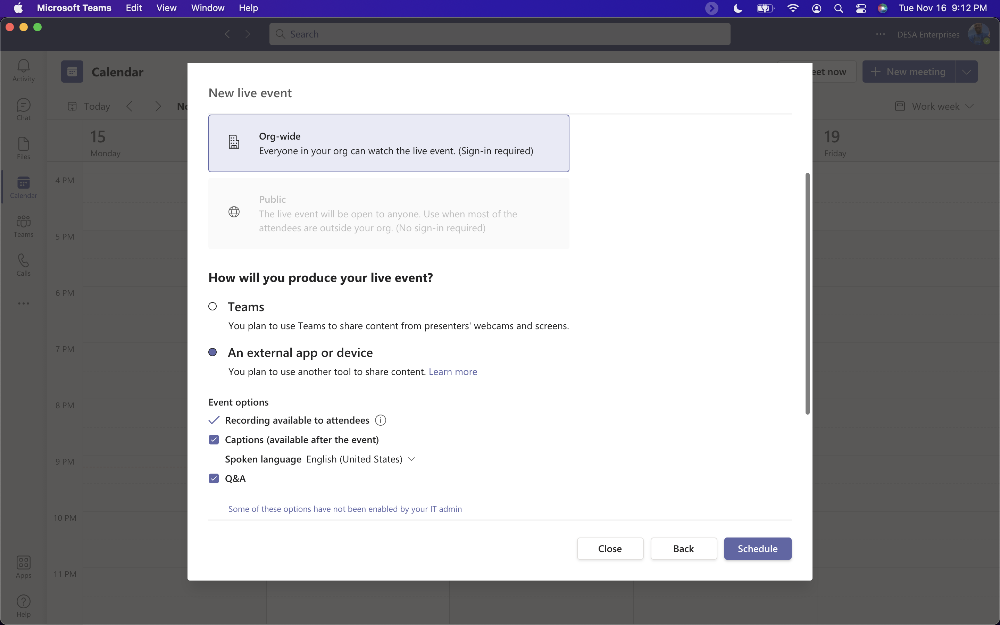 Microsoft Teams Edit View Window Help Tue Nov 16 9:12 PM
Search
DESA Enterprises
Activity
Chat
Files
Calendar
Teams
Calls
Apps
Help
Calendar
eet now
New meeting
Today
No
Work week
15
Monday
19
Friday
4 PM
5 PM
6 PM
7 PM
8 PM
9 PM
10 PM
11 PM
New live event
Org-wide
Everyone in your org can watch the live event. (Sign-in required)
Public
The live event will be open to anyone. Use when most of the
attendees are outside your org. (No sign-in required)
How will you produce your live event?
Teams
You plan to use Teams to share content from presenters' webcams and screens.
An external app or device
You plan to use another tool to share content. Learn more
Event options
Recording available to attendees
Captions (available after the event)
Spoken language English (United States)
Q&A
Some of these options have not been enabled by your IT admin
Close
Back
Schedule